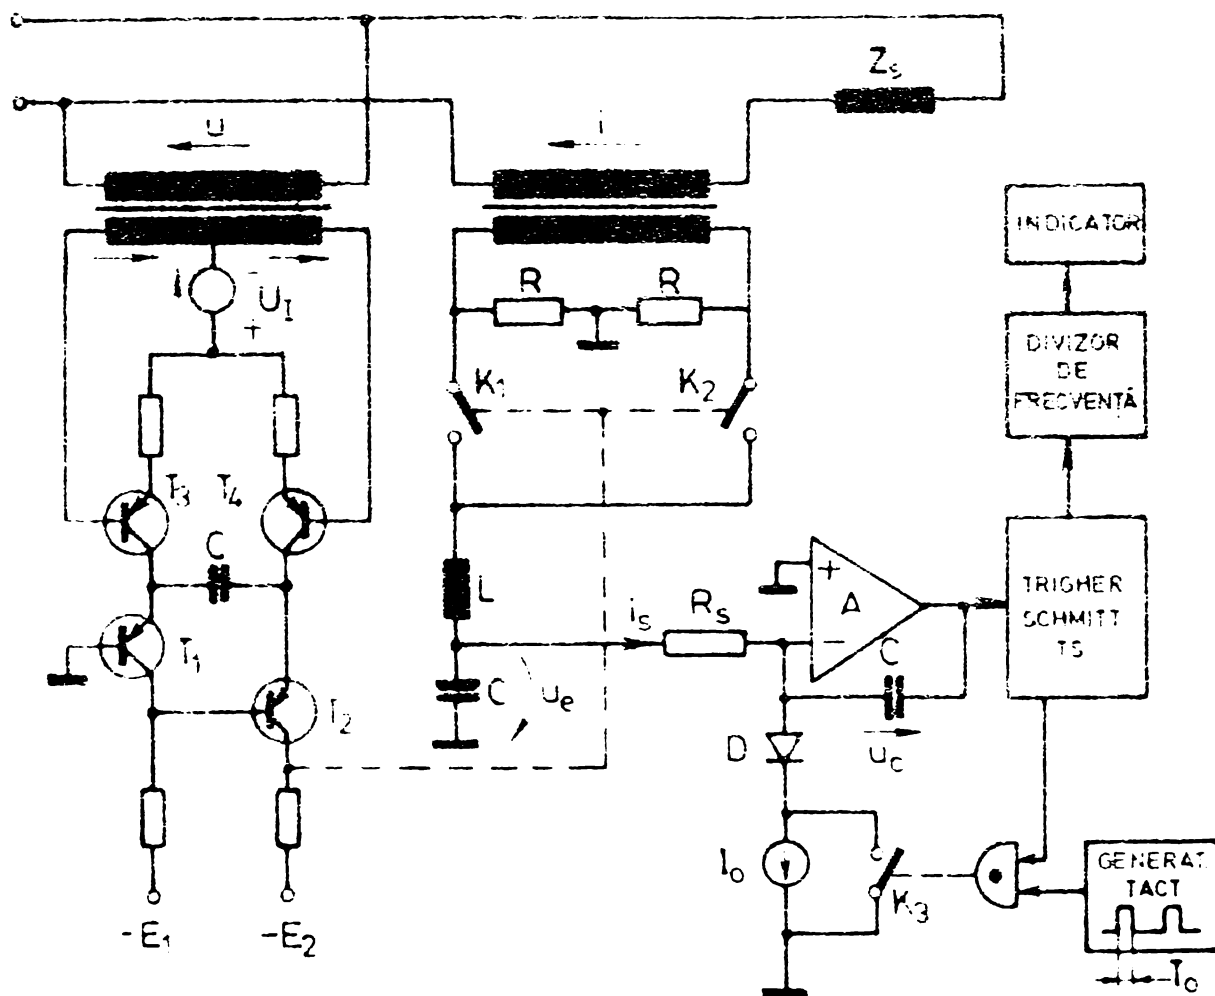 Zs
u
i
INDICATOR
UI
+
R
R
DIVIZOR
DE
FRECVENȚĂ
K1
K2
T3
T4
C
L
is
Rs
+
A
−
TRIGHER
SCHMITT
TS
T1
C
ue
C
T2
D
uc
I0
K3
GENERAT.
TACT
-E1
-E2
T0